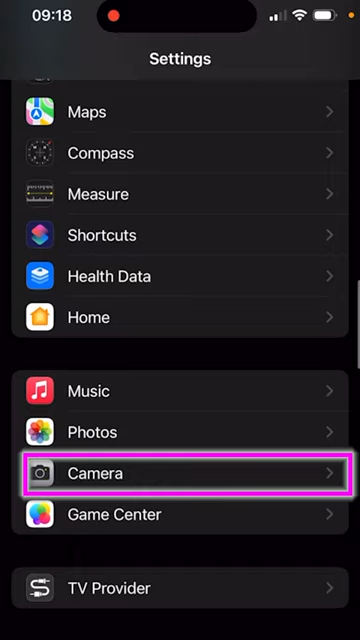 09:18
Settings
Maps
Compass
Measure
Shortcuts
Health Data
Home
Music
Photos
Camera
Game Center
TV Provider